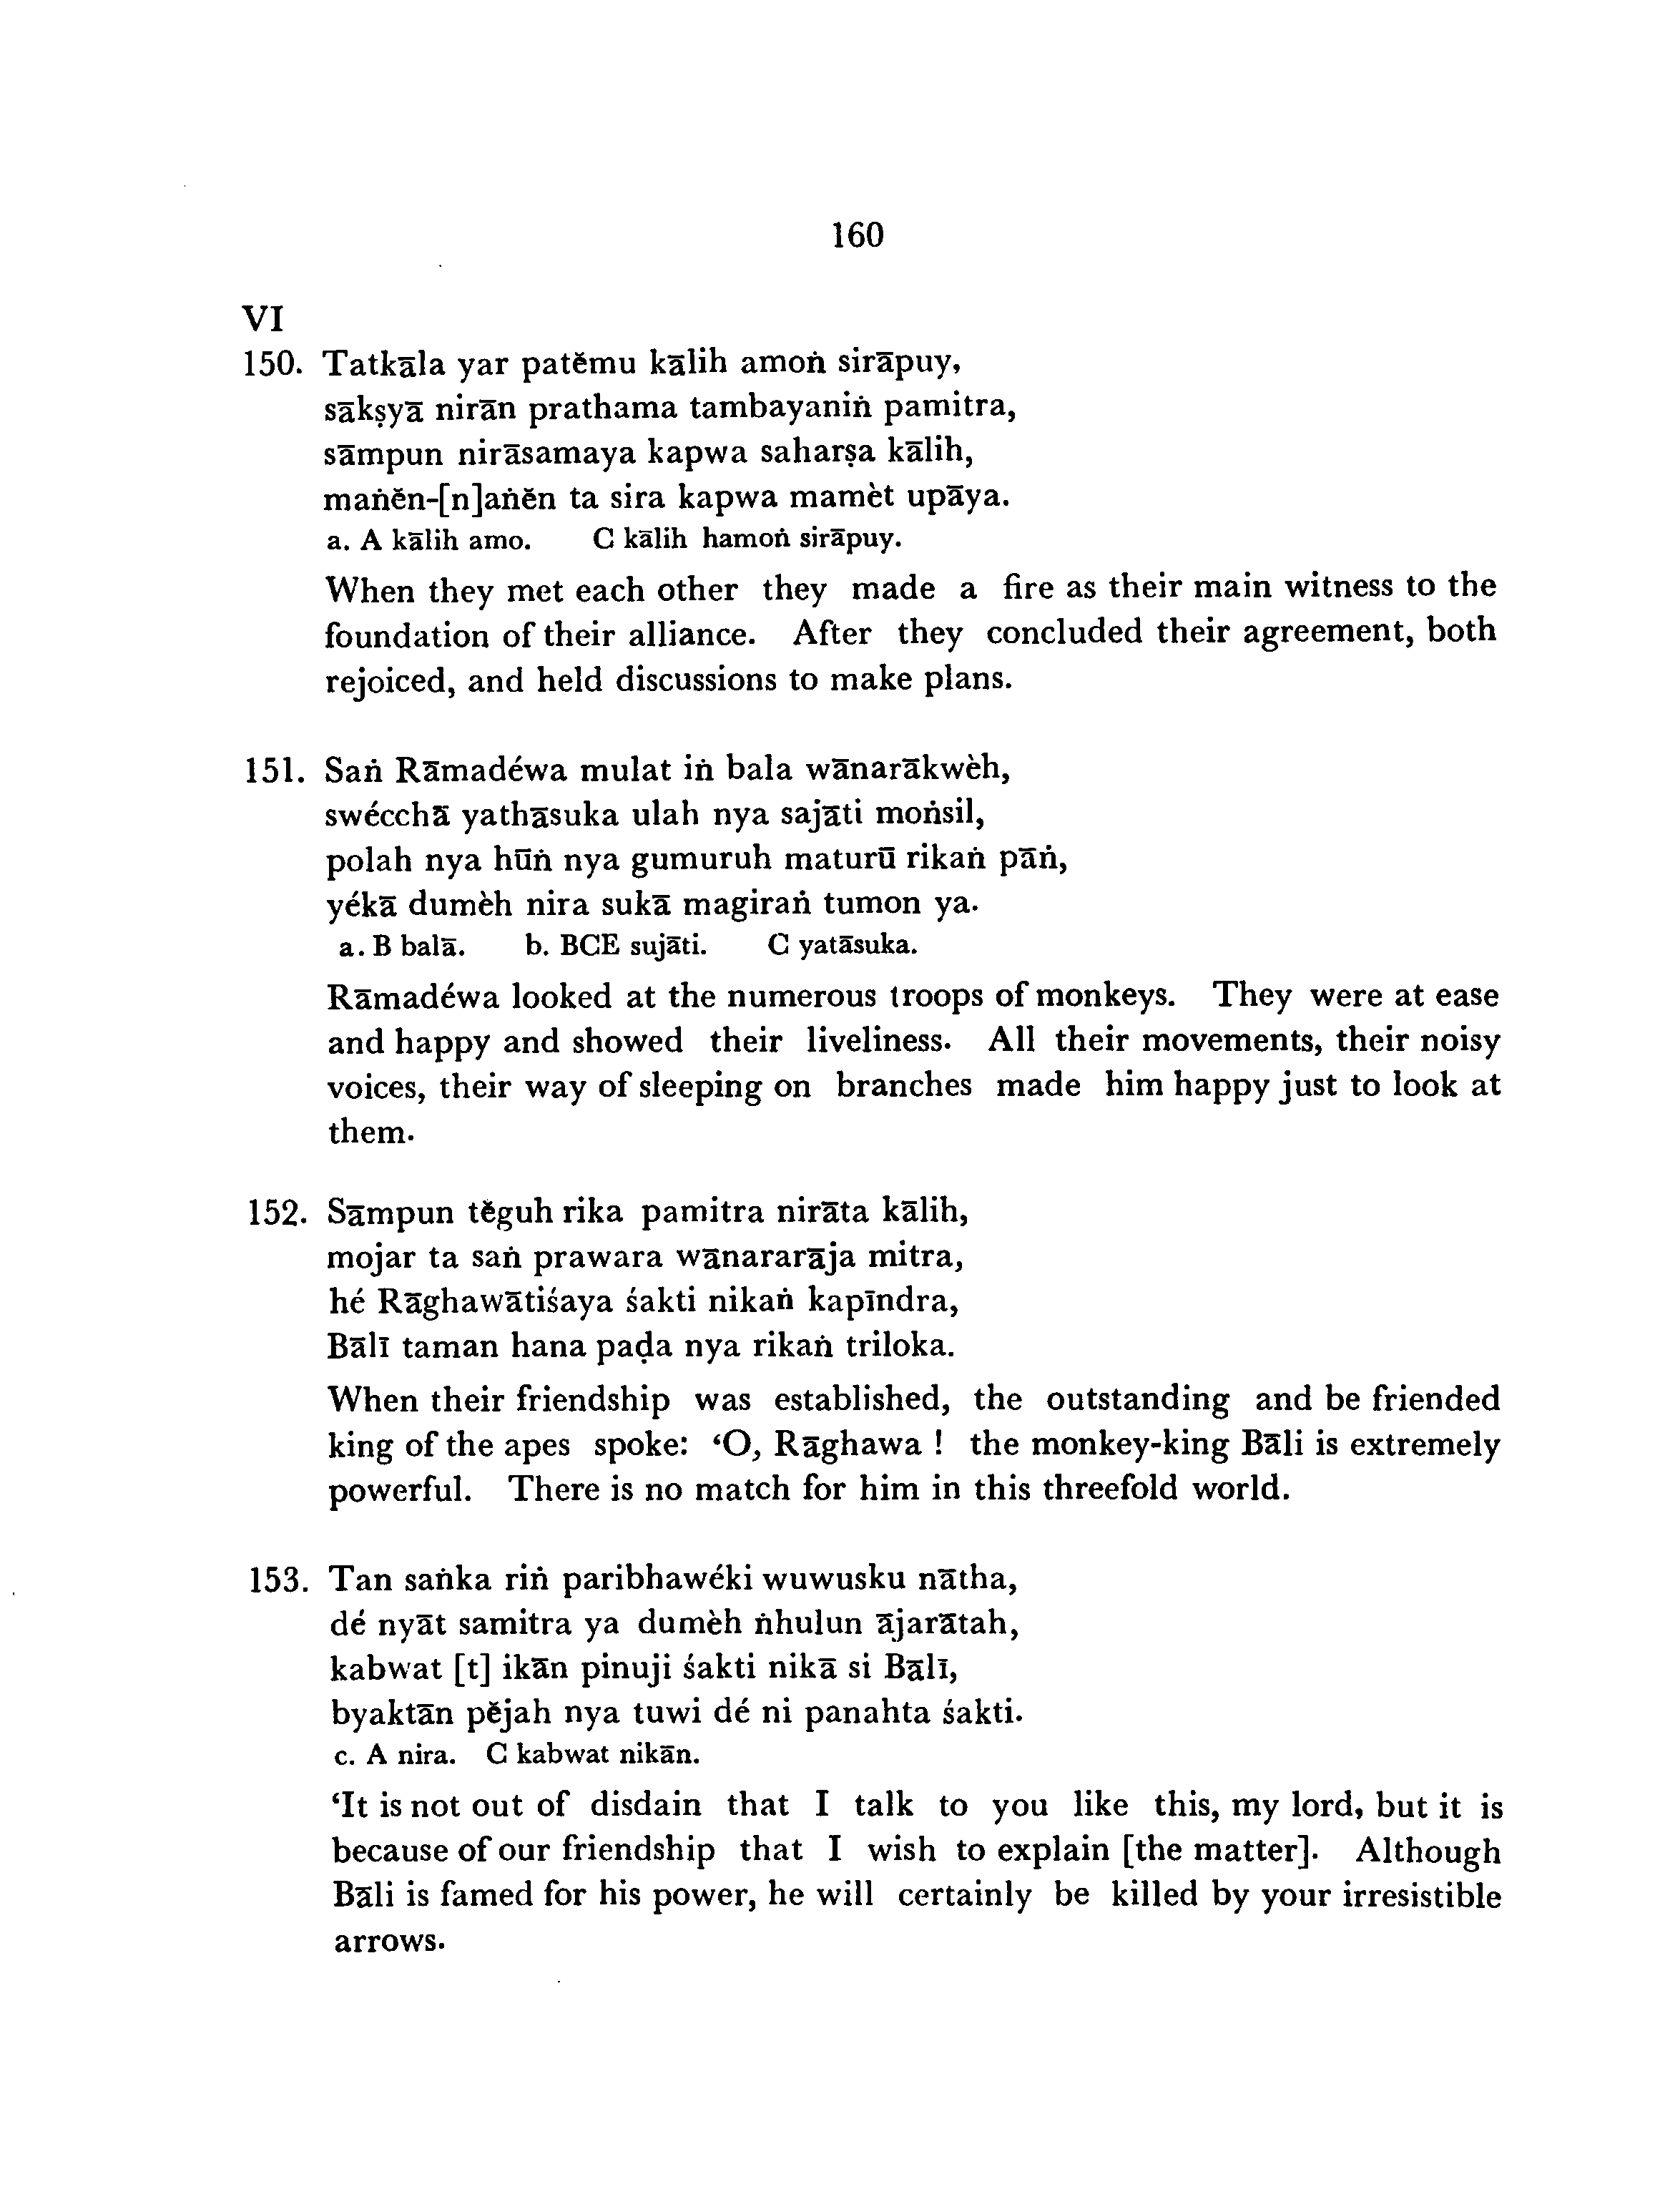 160
VI
150. Tatkāla yar patĕmu kālih amoṅ sirāpuy,
sākṣyā nirān prathama tambayaniṅ pamitra,
sāmpun nirāsamaya kapwa saharṣa kālih,
maṅĕn-[n]aṅĕn ta sira kapwa mamèt upāya.
a. A kālih amo. C kālih hamoṅ sirāpuy.
When they met each other they made a fire as their main witness to the
foundation of their alliance. After they concluded their agreement, both
rejoiced, and held discussions to make plans.
151. Saṅ Rāmadéwa mulat iṅ bala wānarākwèh,
swécchā yathāsuka ulah nya sajāti moṅsil,
polah nya hūṅ nya gumuruh maturū rikaṅ pāṅ,
yékā dumèh nira sukā magiraṅ tumon ya.
a. B balā. b. BCE sujāti. C yatāsuka.
Rāmadéwa looked at the numerous troops of monkeys. They were at ease
and happy and showed their liveliness. All their movements, their noisy
voices, their way of sleeping on branches made him happy just to look at
them.
152. Sāmpun tĕguh rika pamitra nirāta kālih,
mojar ta saṅ prawara wānararāja mitra,
hé Rāghawātiśaya śakti nikaṅ kapīndra,
Bālī taman hana paḍa nya rikaṅ triloka.
When their friendship was established, the outstanding and be friended
king of the apes spoke: ‘O, Rāghawa ! the monkey-king Bāli is extremely
powerful. There is no match for him in this threefold world.
153. Tan saṅka riṅ paribhawéki wuwusku nātha,
dé nyāt samitra ya dumèh ṅhulun ājarātah,
kabwat [t] ikān pinuji śakti nikā si Bālī,
byaktān pĕjah nya tuwi dé ni panahta śakti.
c. A nira. C kabwat nikān.
‘It is not out of disdain that I talk to you like this, my lord, but it is
because of our friendship that I wish to explain [the matter]. Although
Bāli is famed for his power, he will certainly be killed by your irresistible
arrows.